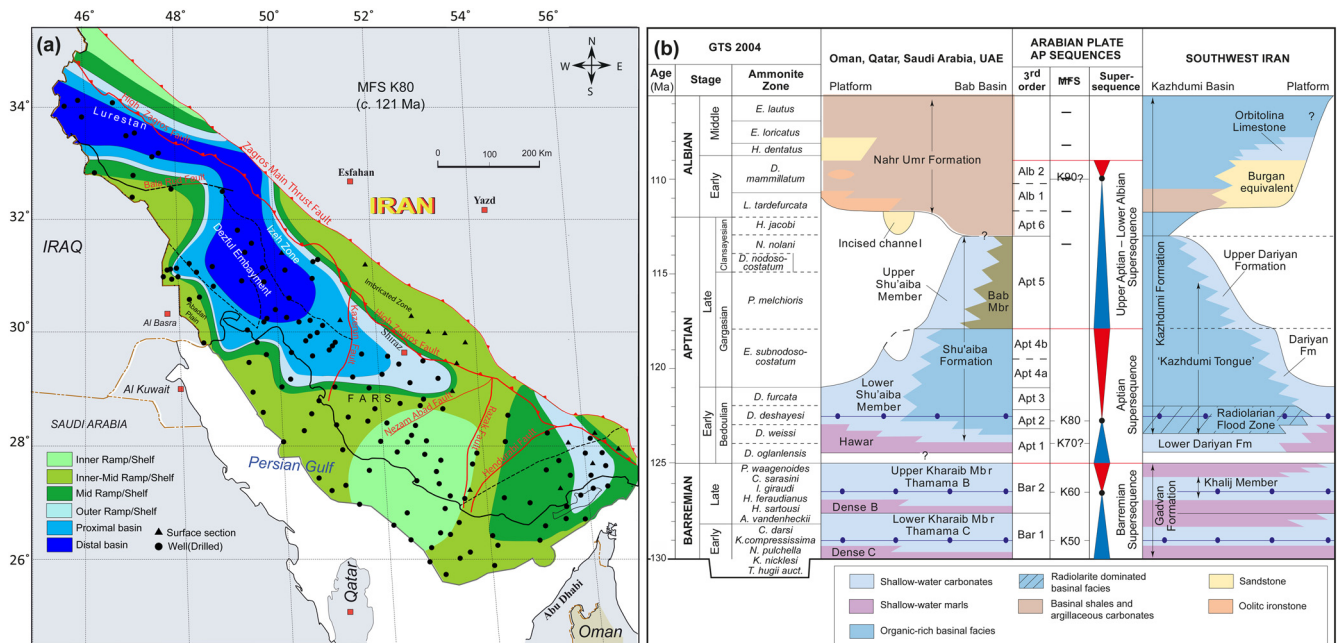 46° 48° 50° 52° 54° 56°
(a)
34°
32°
30°
28°
26°
MFS K80
(c. 121 Ma)
N
W E
S
0 100 200 Km
Lurestan
High Zagros Fault
Zagros Main Thrust Fault
Esfahan
Yazd
IRAN
IRAQ
Dezful Embayment
Izeh Zone
Imbricated Zone
Abadan Plain
Al Basra
Kazerun Fault
High Zagros Fault
Shiraz
Al Kuwait
FARS
Nezam Abad Fault
Razak Fault
SAUDI ARABIA
Persian Gulf
Inner Ramp/Shelf
Inner-Mid Ramp/Shelf
Mid Ramp/Shelf
Outer Ramp/Shelf
Proximal basin
Distal basin
Surface section
Well(Drilled)
Qatar
Abu Dhabi
Oman
(b)
GTS 2004
Oman, Qatar, Saudi Arabia, UAE
ARABIAN PLATE
AP SEQUENCES
SOUTHWEST IRAN
Age
(Ma)
Stage
Ammonite
Zone
Platform Bab Basin
3rd
order
MFS
Super-
sequence
Kazhdumi Basin Platform
110
115
120
125
130
ALBIAN
APTIAN
BARREMIAN
Middle
Early
Late
Early
Late
Early
Clansayesian
Gargasian
Bedoulian
E. lautus
E. loricatus
H. dentatus
D.
mammillatum
L. tardefurcata
H. jacobi
N. nolani
D. nodoso-
costatum
P. melchioris
E. subnodoso-
costatum
D. furcata
D. deshayesi
D. weissi
D. oglanlensis
P. waagenoides
C. sarasini
I. giraudi
H. feraudianus
H. sartousi
A. vandenheckii
C. darsi
K.compressissima
N. pulchella
K. nicklesi
T. hugii auct.
Nahr Umr Formation
Incised channel
?
Upper
Shu'aiba
Member
Bab
Mbr
Shu'aiba
Formation
Lower
Shu'aiba
Member
Hawar
?
Upper Kharaib Mbr
Thamama B
Dense B
Lower Kharaib Mbr
Thamama C
Dense C
Alb 2
Alb 1
Apt 6
Apt 5
Apt 4b
Apt 4a
Apt 3
Apt 2
Apt 1
Bar 2
Bar 1
K90?
K80
K70?
K60
K50
Upper Aptian – Lower Albian
Supersequence
Aptian
Supersequence
Barremian
Supersequence
?
Orbitolina
Limestone
Burgan
equivalent
Kazhdumi Formation
Upper Dariyan
Formation
Dariyan
Fm
'Kazhdumi Tongue'
Radiolarian
Flood Zone
Lower Dariyan Fm
Gadvan
Formation
Khalij Member
Shallow-water carbonates
Shallow-water marls
Organic-rich basinal facies
Radiolarite dominated
basinal facies
Basinal shales and
argillaceous carbonates
Sandstone
Oolitc ironstone